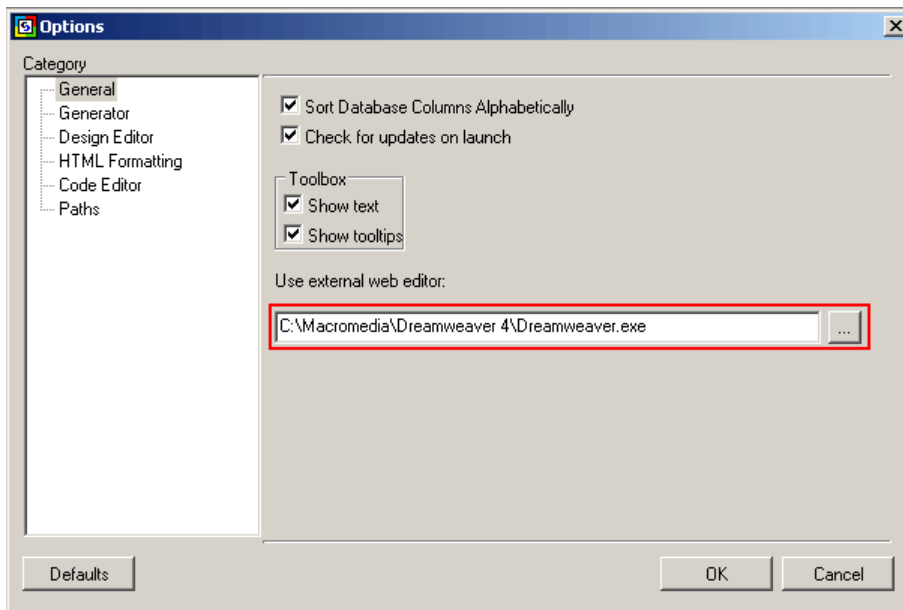 Options
Category
General
Generator
Design Editor
HTML Formatting
Code Editor
Paths
Sort Database Columns Alphabetically
Check for updates on launch
Toolbox
Show text
Show tooltips
Use external web editor:
C:\Macromedia\Dreamweaver 4\Dreamweaver.exe
...
Defaults
OK
Cancel